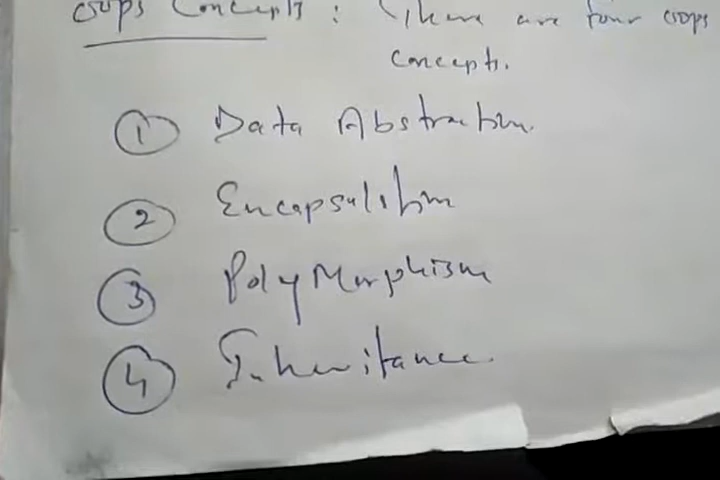 oops Concepts : There are four oops
Concepts.
1 Data Abstraction.
2 Encapsulation
3 PolyMorphism
4 Inheritance.